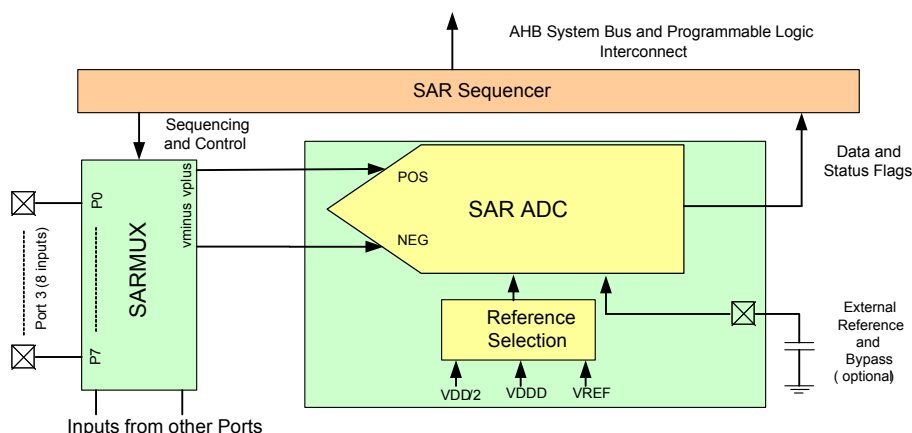 AHB System Bus and Programmable Logic
Interconnect
SAR Sequencer
Sequencing
and Control
Data and
Status Flags
vminus vplus
POS
NEG
SAR ADC
P0
Port 3 (8 inputs)
SARMUX
P7
Reference
Selection
External
Reference
and
Bypass
( optional)
VDD/2
VDDD
VREF
Inputs from other Ports